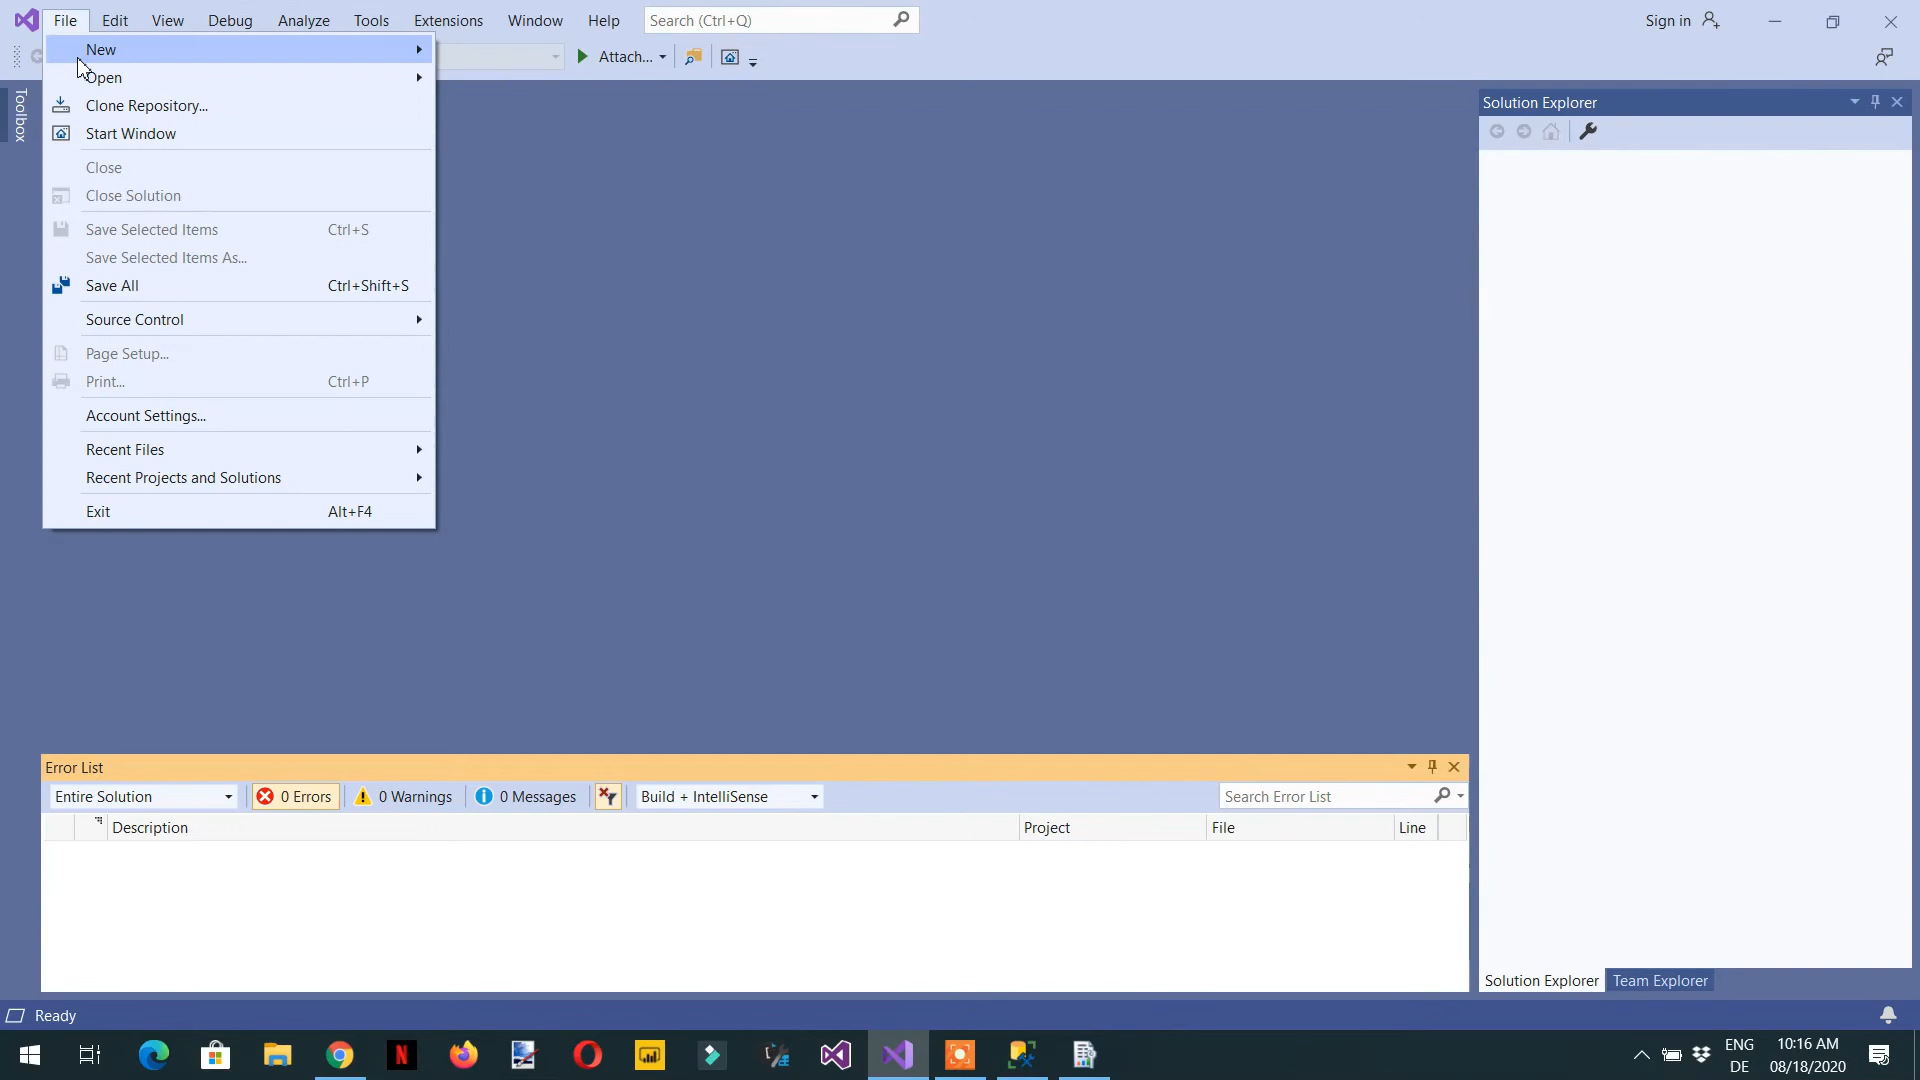 File Edit View Debug Analyze Tools Extensions Window Help Search (Ctrl+Q) Sign in
Attach...
New
Open
Clone Repository...
Start Window
Close
Close Solution
Save Selected Items Ctrl+S
Save Selected Items As...
Save All Ctrl+Shift+S
Source Control
Page Setup...
Print... Ctrl+P
Account Settings...
Recent Files
Recent Projects and Solutions
Exit Alt+F4
Toolbox
Solution Explorer
Error List
Entire Solution 0 Errors 0 Warnings 0 Messages Build + IntelliSense Search Error List
Description Project File Line
Solution Explorer Team Explorer
Ready
N
ENG 10:16 AM
DE 08/18/2020